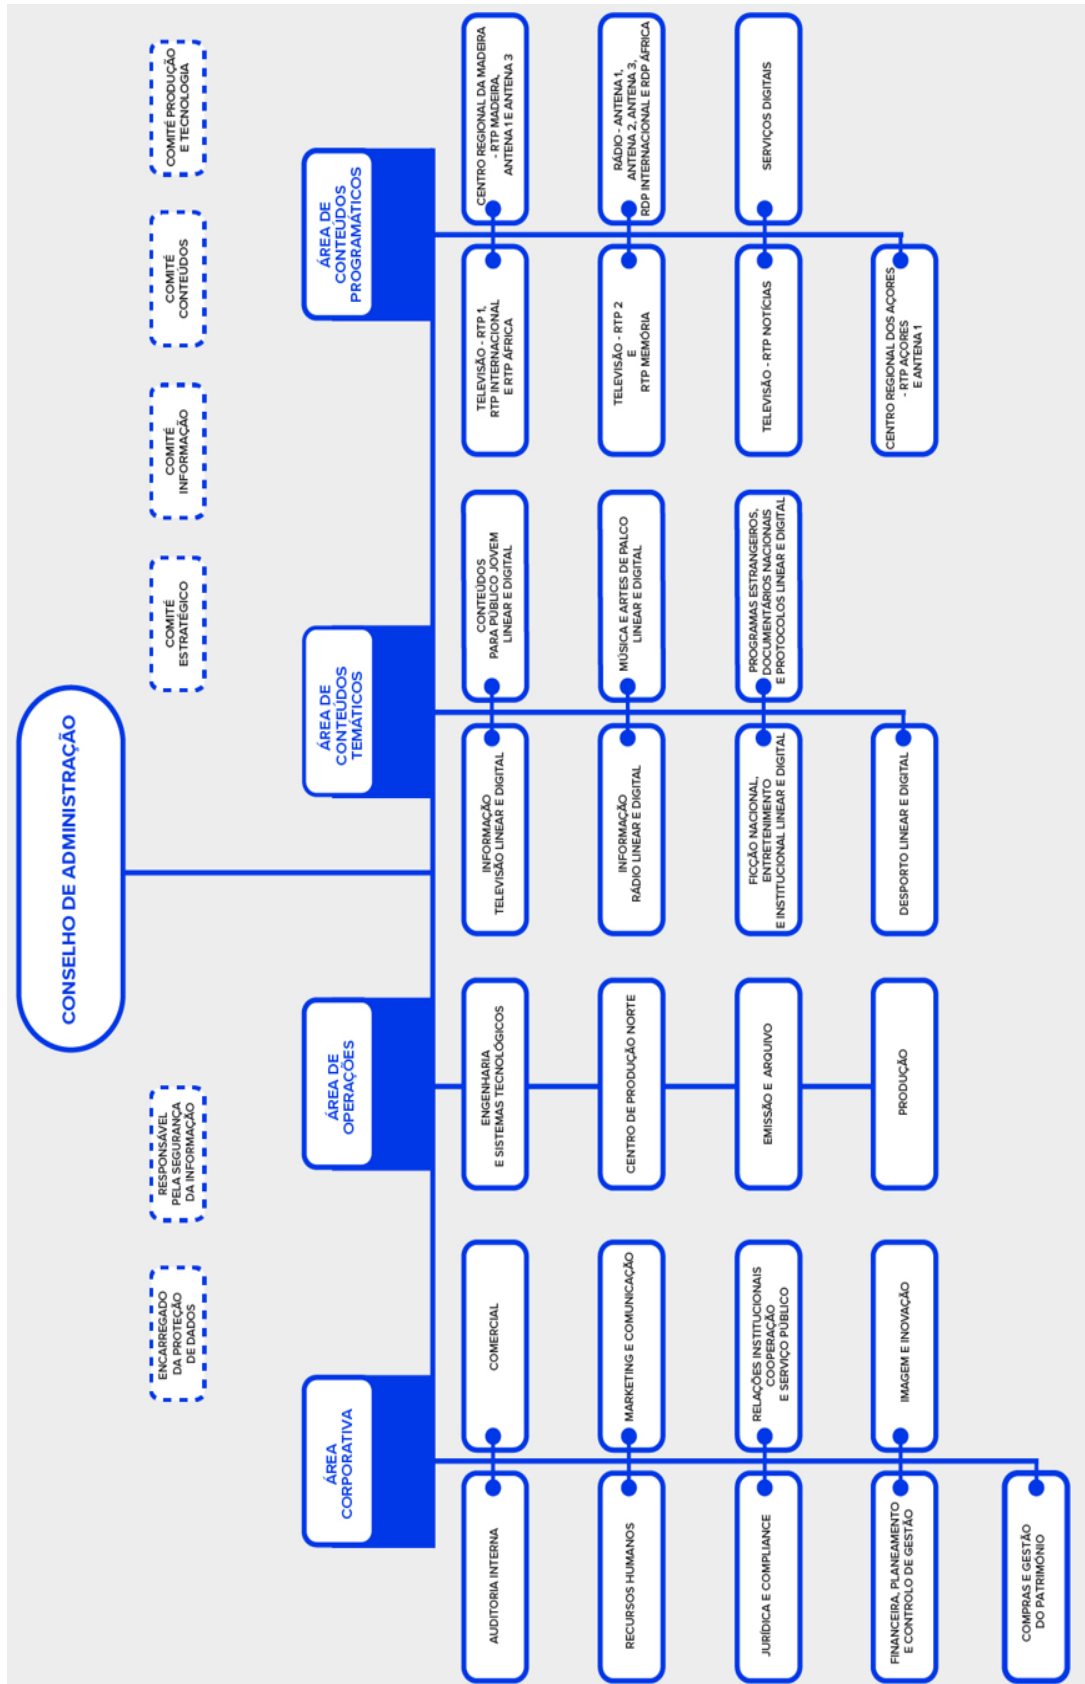 CONSELHO DE ADMINISTRAÇÃO
ENCARREGADO
DA PROTEÇÃO
DE DADOS
RESPONSÁVEL
PELA SEGURANÇA
DA INFORMAÇÃO
COMITÉ
ESTRATÉGICO
COMITÉ
INFORMAÇÃO
COMITÉ
CONTEÚDOS
COMITÉ PRODUÇÃO
E TECNOLOGIA
ÁREA
CORPORATIVA
AUDITORIA INTERNA
COMERCIAL
RECURSOS HUMANOS
MARKETING E COMUNICAÇÃO
JURÍDICA E COMPLIANCE
RELAÇÕES INSTITUCIONAIS
COOPERAÇÃO
E SERVIÇO PÚBLICO
FINANCEIRA, PLANEAMENTO
E CONTROLO DE GESTÃO
IMAGEM E INOVAÇÃO
COMPRAS E GESTÃO
DO PATRIMÓNIO
ÁREA DE
OPERAÇÕES
ENGENHARIA
E SISTEMAS TECNOLÓGICOS
CENTRO DE PRODUÇÃO NORTE
EMISSÃO E ARQUIVO
PRODUÇÃO
ÁREA DE
CONTEÚDOS
TEMÁTICOS
INFORMAÇÃO
TELEVISÃO LINEAR E DIGITAL
CONTEÚDOS
PARA PÚBLICO JOVEM
LINEAR E DIGITAL
INFORMAÇÃO
RÁDIO LINEAR E DIGITAL
MÚSICA E ARTES DE PALCO
LINEAR E DIGITAL
FICÇÃO NACIONAL,
ENTRETENIMENTO
E INSTITUCIONAL LINEAR E DIGITAL
PROGRAMAS ESTRANGEIROS,
DOCUMENTÁRIOS NACIONAIS
E PROTOCOLOS LINEAR E DIGITAL
DESPORTO LINEAR E DIGITAL
ÁREA DE
CONTEÚDOS
PROGRAMÁTICOS
TELEVISÃO - RTP 1,
RTP INTERNACIONAL
E RTP ÁFRICA
CENTRO REGIONAL DA MADEIRA
- RTP MADEIRA,
ANTENA 1 E ANTENA 3
TELEVISÃO - RTP 2
E
RTP MEMÓRIA
RÁDIO - ANTENA 1,
ANTENA 2, ANTENA 3,
RDP INTERNACIONAL E RDP ÁFRICA
TELEVISÃO - RTP NOTÍCIAS
SERVIÇOS DIGITAIS
CENTRO REGIONAL DOS AÇORES
- RTP AÇORES
E ANTENA 1